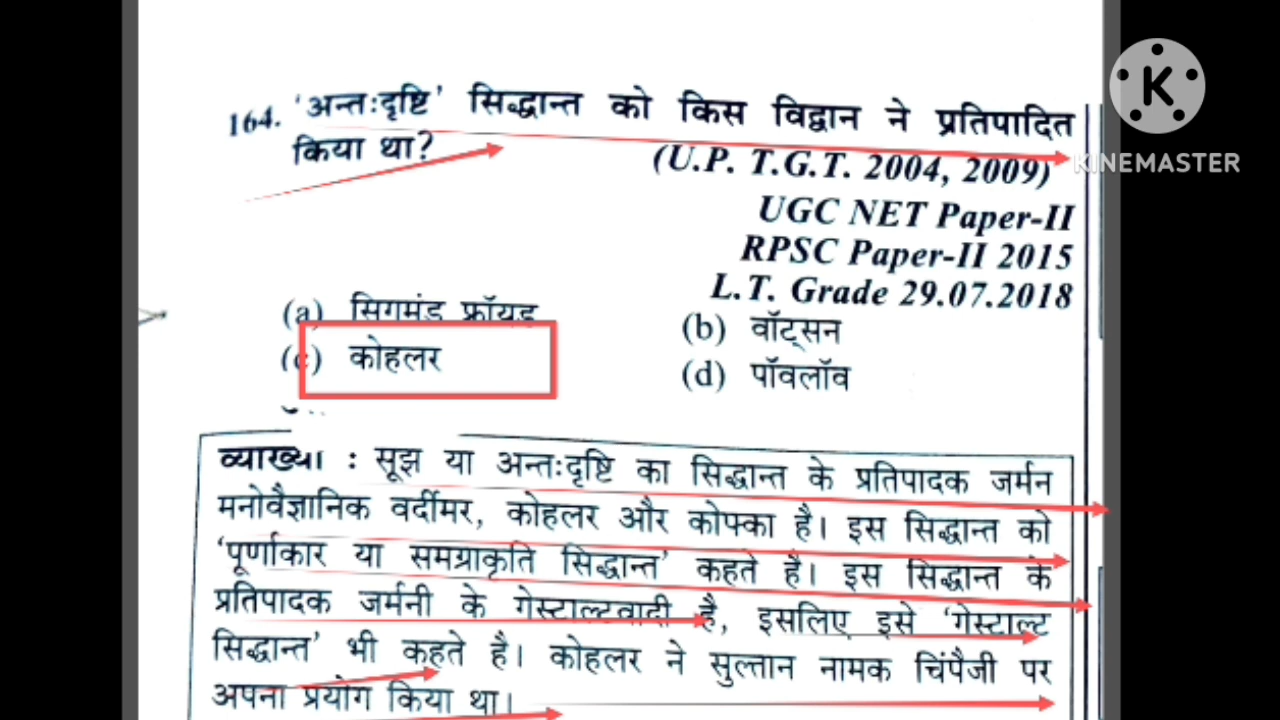 164. 'अन्तःदृष्टि' सिद्धान्त को किस विद्वान ने प्रतिपादित
किया था?
(U.P. T.G.T. 2004, 2009)
UGC NET Paper-II
RPSC Paper-II 2015
L.T. Grade 29.07.2018
(a) सिगमंड फ्रॉयड
(b) वॉट्सन
(c) कोहलर
(d) पॉवलॉव
व्याख्या : सूझ या अन्तःदृष्टि का सिद्धान्त के प्रतिपादक जर्मन
मनोवैज्ञानिक वर्दीमर, कोहलर और कोफ्का है। इस सिद्धान्त को
'पूर्णाकार या समग्राकृति सिद्धान्त' कहते है। इस सिद्धान्त के
प्रतिपादक जर्मनी के गेस्टाल्टवादी है, इसलिए इसे 'गेस्टाल्ट
सिद्धान्त' भी कहते है। कोहलर ने सुल्तान नामक चिंपैजी पर
अपना प्रयोग किया था।
K
KINEMASTER